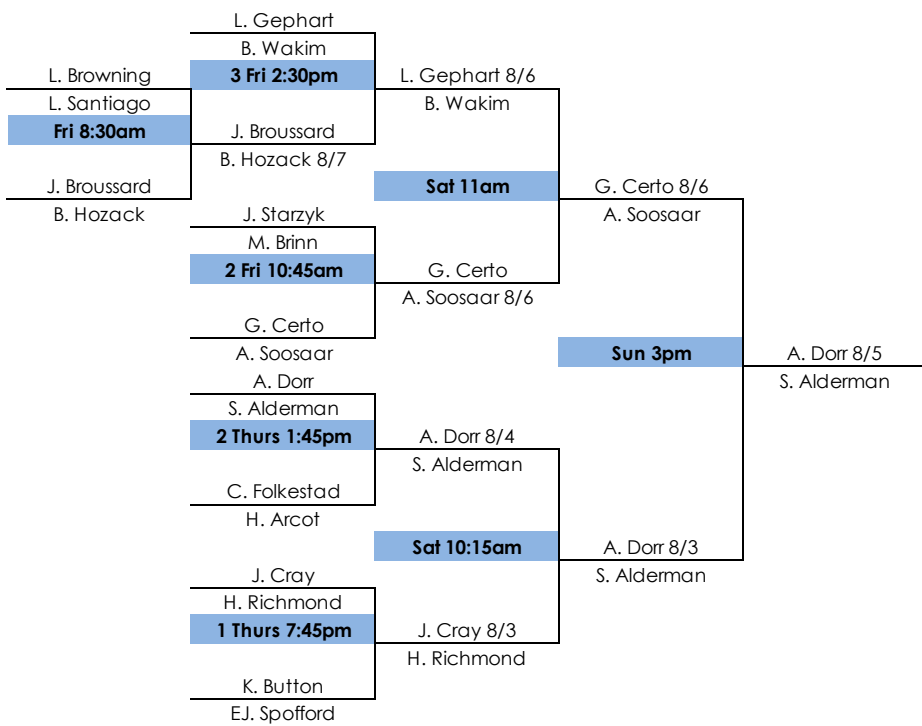 L. Gephart
B. Wakim
3 Fri 2:30pm
L. Browning
L. Santiago
Fri 8:30am
J. Broussard
B. Hozack
J. Broussard
B. Hozack 8/7
L. Gephart 8/6
B. Wakim
Sat 11am
J. Starzyk
M. Brinn
2 Fri 10:45am
G. Certo
A. Soosaar
G. Certo
A. Soosaar 8/6
G. Certo 8/6
A. Soosaar
Sun 3pm
A. Dorr 8/5
S. Alderman
A. Dorr
S. Alderman
2 Thurs 1:45pm
C. Folkestad
H. Arcot
A. Dorr 8/4
S. Alderman
Sat 10:15am
A. Dorr 8/3
S. Alderman
J. Cray
H. Richmond
1 Thurs 7:45pm
K. Button
EJ. Spofford
J. Cray 8/3
H. Richmond